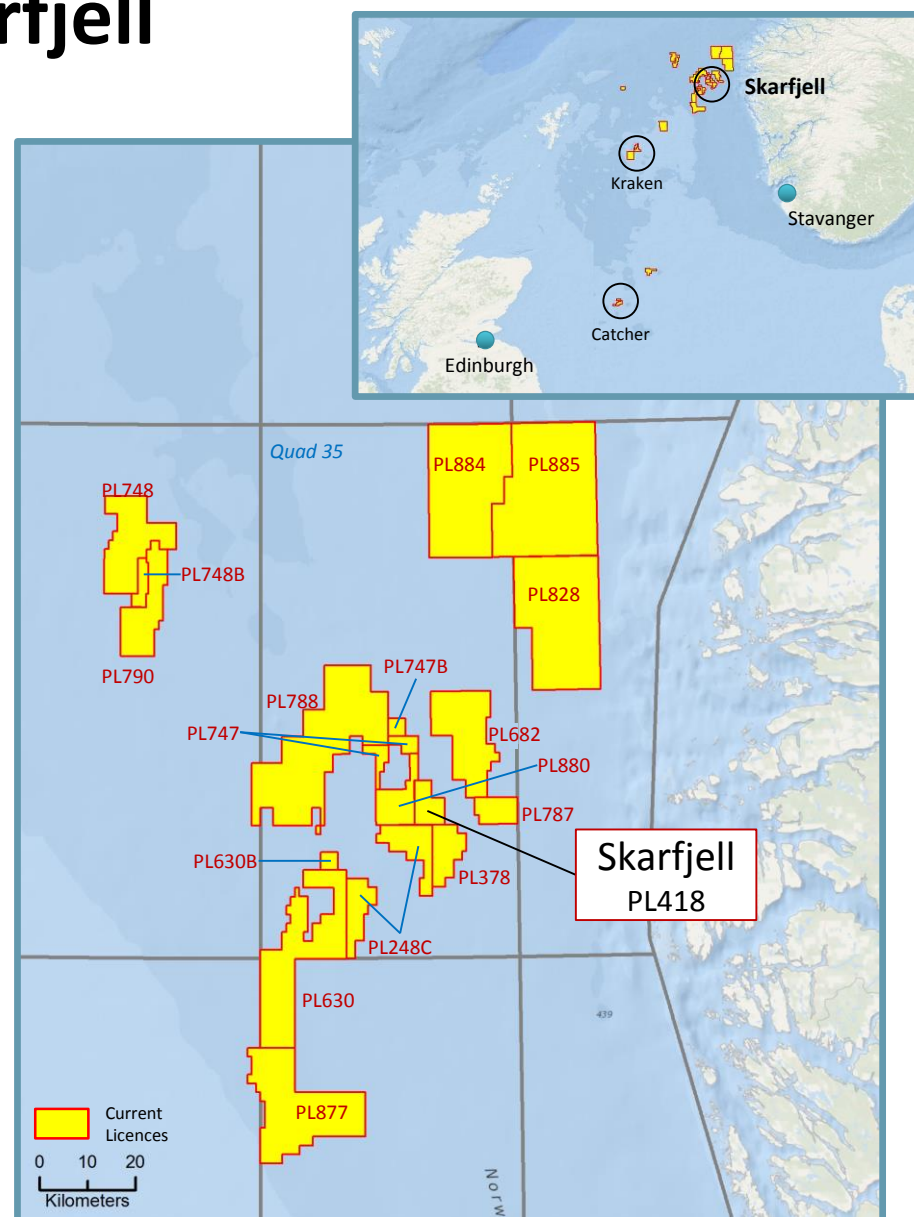 rfjell
Skarfjell
Kraken
Stavanger
Catcher
Edinburgh
Quad 35
PL884
PL885
PL748
PL748B
PL828
PL790
PL747B
PL788
PL747
PL682
PL880
PL787
Skarfjell
PL418
PL630B
PL378
PL248C
PL630
439
PL877
Current
Licences
0 10 20
Kilometers
Norw